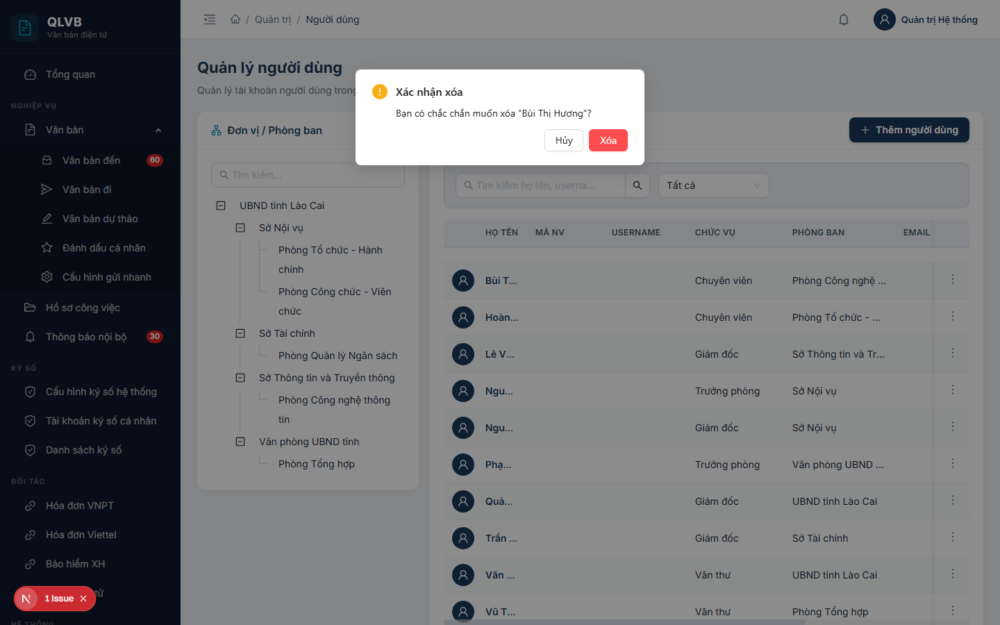 QLVB
Văn bản điện tử
Tổng quan
NGHIỆP VỤ
Văn bản
Văn bản đến 60
Văn bản đi
Văn bản dự thảo
Đánh dấu cá nhân
Cấu hình gửi nhanh
Hồ sơ công việc
Thông báo nội bộ 30
KÝ SỐ
Cấu hình ký số hệ thống
Tài khoản ký số cá nhân
Danh sách ký số
ĐỐI TÁC
Hóa đơn VNPT
Hóa đơn Viettel
Bảo hiểm XH
tử
1 Issue
HỆ THỐNG
/ Quản trị / Người dùng
Quản trị Hệ thống
Quản lý người dùng
Quản lý tài khoản người dùng trong
Xác nhận xóa
Bạn có chắc chắn muốn xóa "Bùi Thị Hương"?
Hủy
Xóa
Đơn vị / Phòng ban
Tìm kiếm...
UBND tỉnh Lào Cai
Sở Nội vụ
Phòng Tổ chức - Hành
chính
Phòng Công chức - Viên
chức
Sở Tài chính
Phòng Quản lý Ngân sách
Sở Thông tin và Truyền thông
Phòng Công nghệ thông
tin
Văn phòng UBND tỉnh
Phòng Tổng hợp
Thêm người dùng
Tìm kiếm họ tên, userna...
Tất cả
HỌ TÊN MÃ NV USERNAME CHỨC VỤ PHÒNG BAN EMAIL
Bùi T... Chuyên viên Phòng Công nghệ ...
Hoàn... Chuyên viên Phòng Tổ chức - ...
Lê V... Giám đốc Sở Thông tin và Tr...
Ngu... Trưởng phòng Sở Nội vụ
Ngu... Giám đốc Sở Nội vụ
Phạ... Trưởng phòng Văn phòng UBND ...
Quả... Giám đốc UBND tỉnh Lào Cai
Trần ... Giám đốc Sở Tài chính
Văn ... Văn thư UBND tỉnh Lào Cai
Vũ T... Văn thư Phòng Tổng hợp